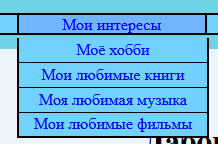 Мои интересы
Моё хобби
Мои любимые книги
Моя любимая музыка
Мои любимые фильмы